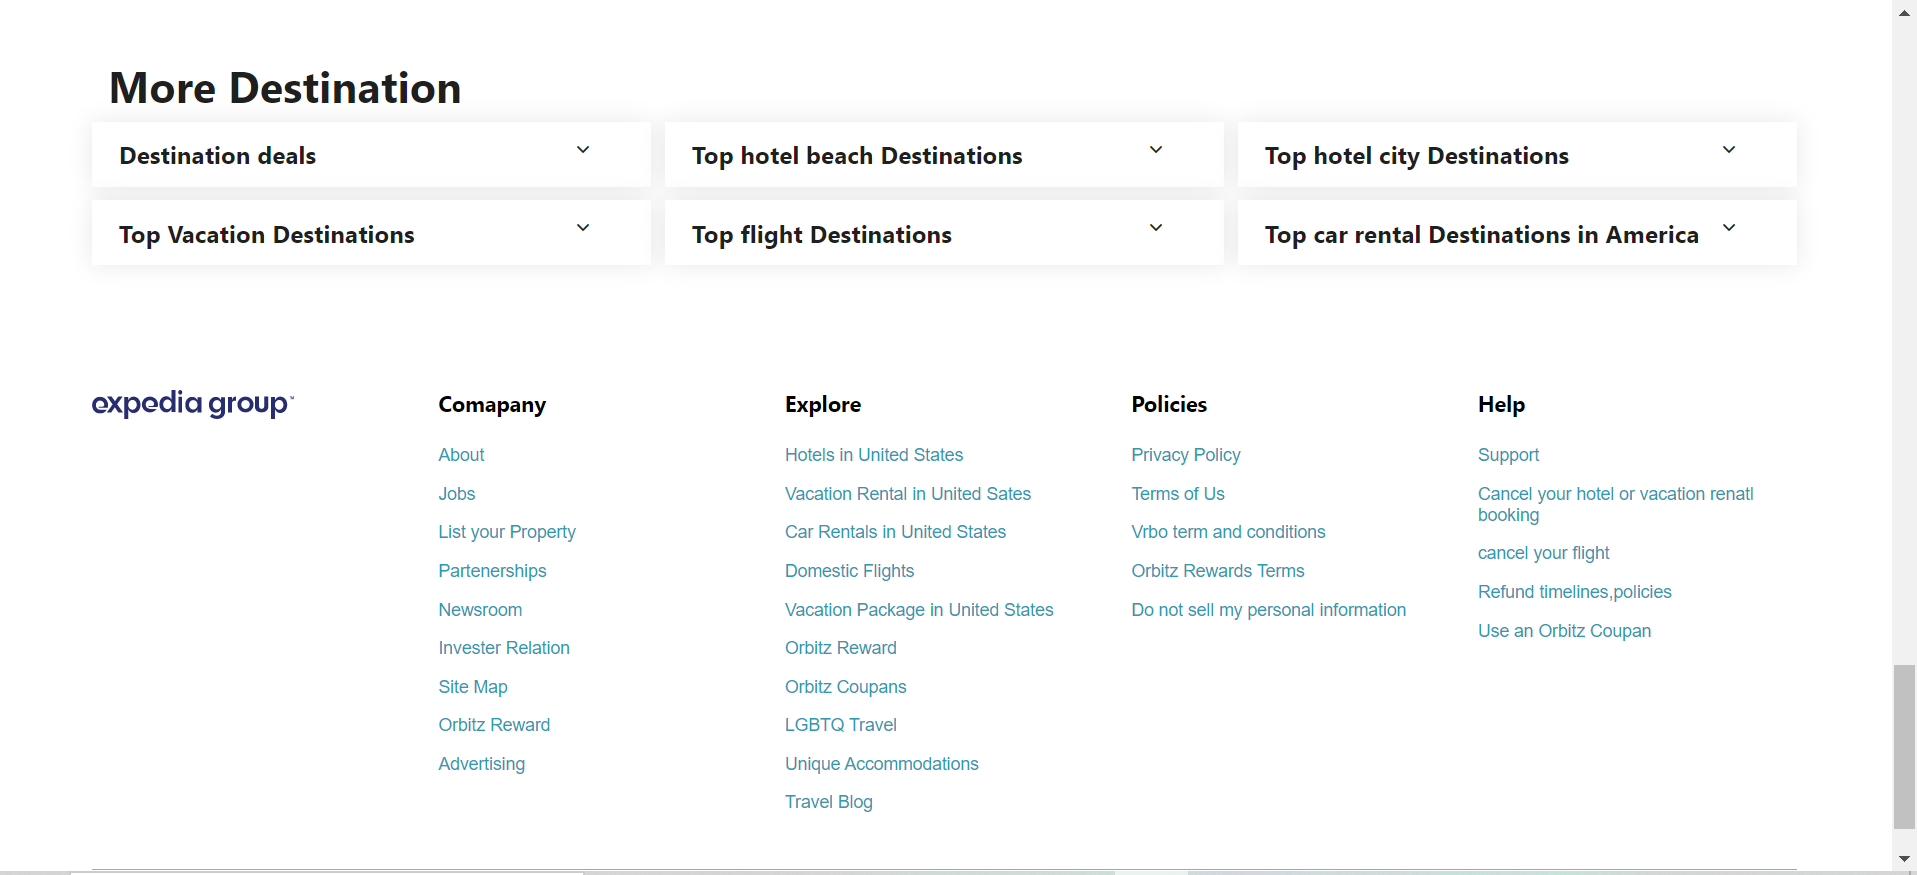 More Destination
Destination deals
Top hotel beach Destinations
Top hotel city Destinations
Top Vacation Destinations
Top flight Destinations
Top car rental Destinations in America
expedia group™
Comapany
About
Jobs
List your Property
Partenerships
Newsroom
Invester Relation
Site Map
Orbitz Reward
Advertising
Explore
Hotels in United States
Vacation Rental in United Sates
Car Rentals in United States
Domestic Flights
Vacation Package in United States
Orbitz Reward
Orbitz Coupans
LGBTQ Travel
Unique Accommodations
Travel Blog
Policies
Privacy Policy
Terms of Us
Vrbo term and conditions
Orbitz Rewards Terms
Do not sell my personal information
Help
Support
Cancel your hotel or vacation renatl
booking
cancel your flight
Refund timelines,policies
Use an Orbitz Coupan